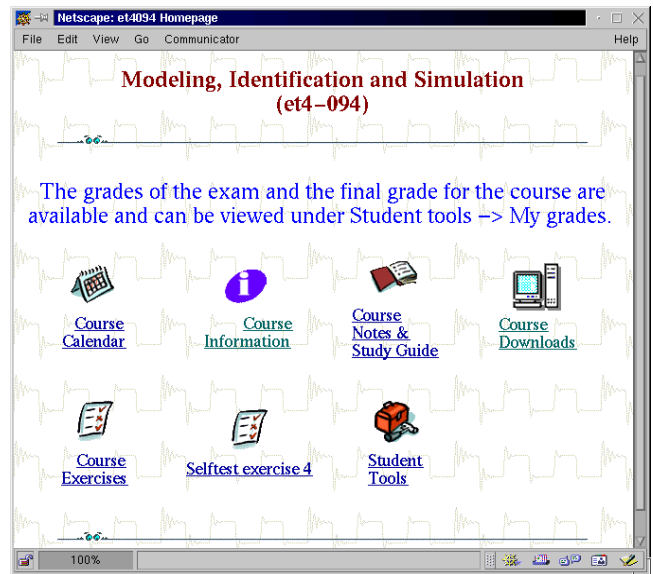 Netscape: et4094 Homepage
File Edit View Go Communicator Help
Modeling, Identification and Simulation
(et4-094)
The grades of the exam and the final grade for the course are
available and can be viewed under Student tools -> My grades.
Course
Calendar
Course
Information
Course
Notes &
Study Guide
Course
Downloads
Course
Exercises
Selftest exercise 4
Student
Tools
100%